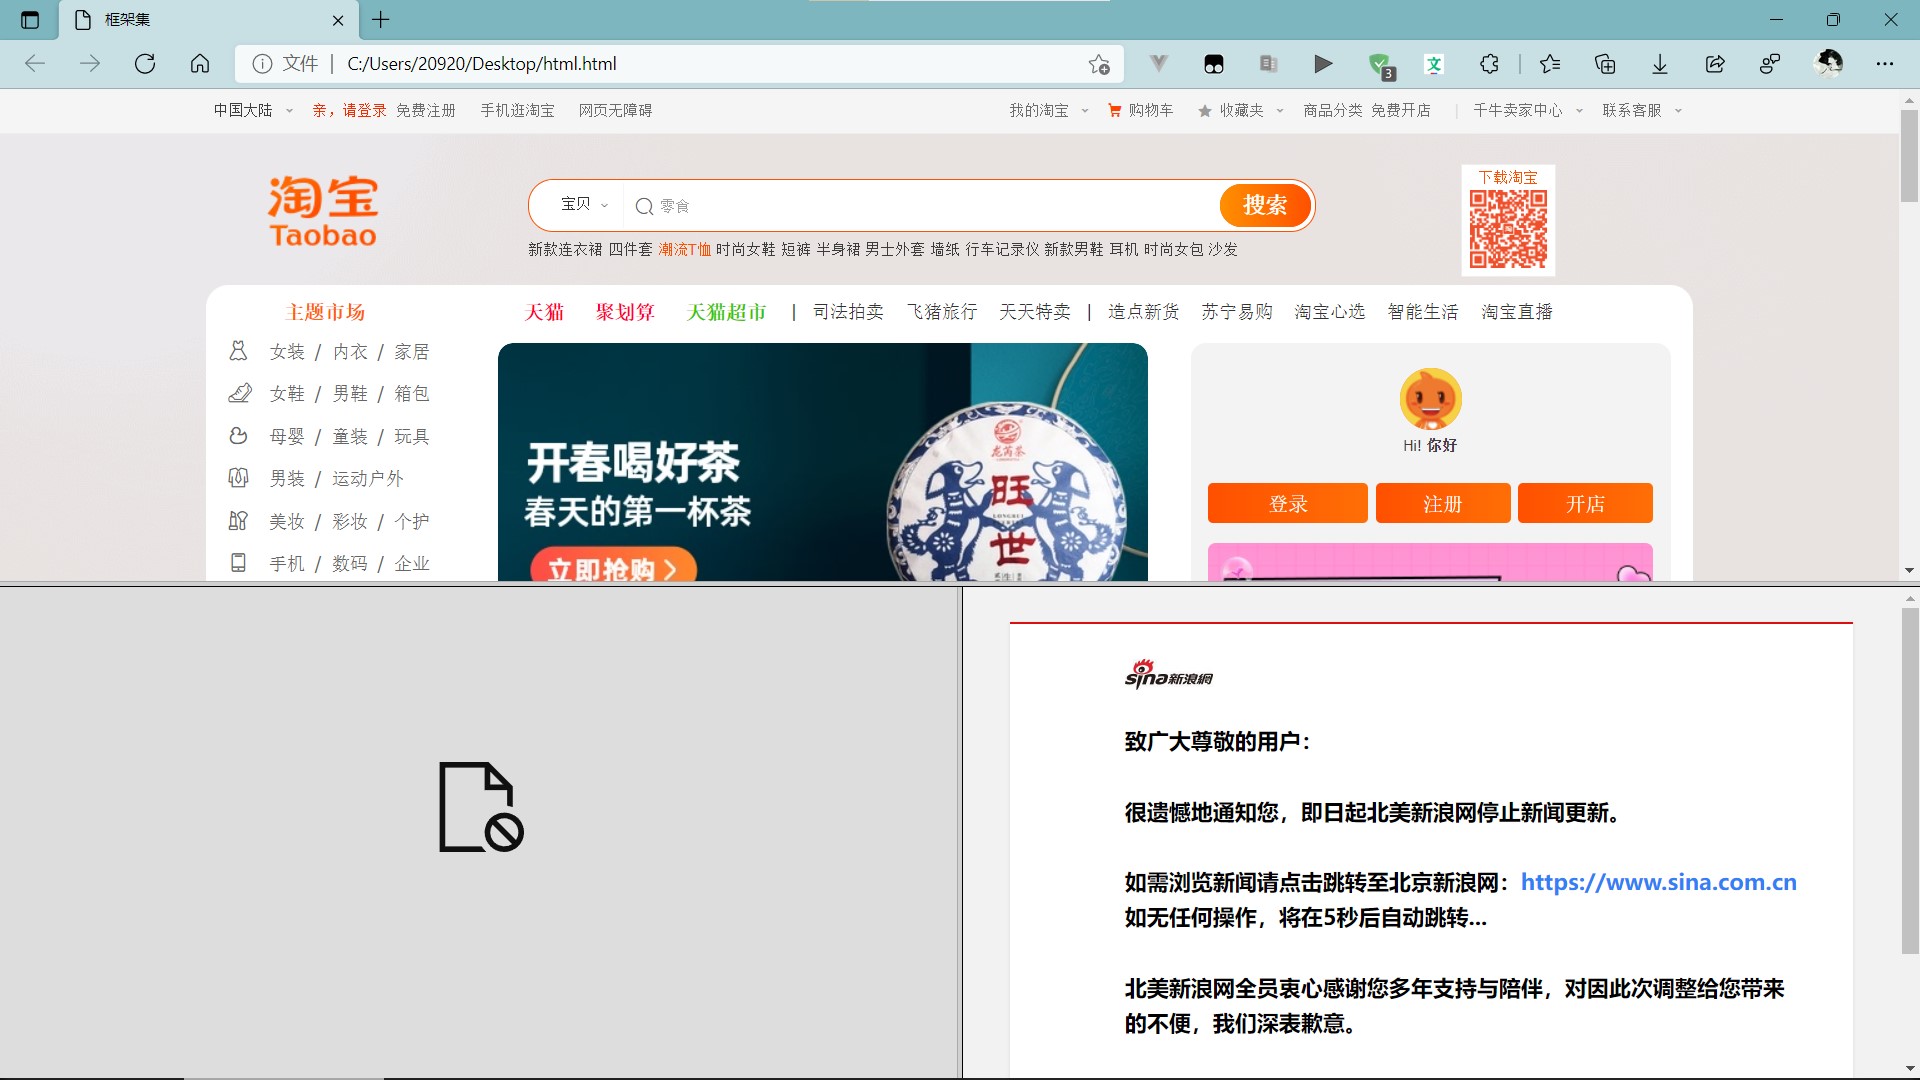 框架集
文件 | C:/Users/20920/Desktop/html.html
3
文
中国大陆 亲，请登录 免费注册 手机逛淘宝 网页无障碍 我的淘宝 购物车 收藏夹 商品分类 免费开店 | 千牛卖家中心 联系客服
淘宝
Taobao
宝贝 零食 搜索
新款连衣裙 四件套 潮流T恤 时尚女鞋 短裤 半身裙 男士外套 墙纸 行车记录仪 新款男鞋 耳机 时尚女包 沙发
下载淘宝
主题市场 天猫 聚划算 天猫超市 | 司法拍卖 飞猪旅行 天天特卖 | 造点新货 苏宁易购 淘宝心选 智能生活 淘宝直播
女装 / 内衣 / 家居
女鞋 / 男鞋 / 箱包
母婴 / 童装 / 玩具
男装 / 运动户外
美妆 / 彩妆 / 个护
手机 / 数码 / 企业
开春喝好茶
春天的第一杯茶
立即抢购
旺
世
Hi! 你好
登录 注册 开店
sina新浪網
致广大尊敬的用户：
很遗憾地通知您，即日起北美新浪网停止新闻更新。
如需浏览新闻请点击跳转至北京新浪网：https://www.sina.com.cn
如无任何操作，将在5秒后自动跳转...
北美新浪网全员衷心感谢您多年支持与陪伴，对因此次调整给您带来
的不便，我们深表歉意。